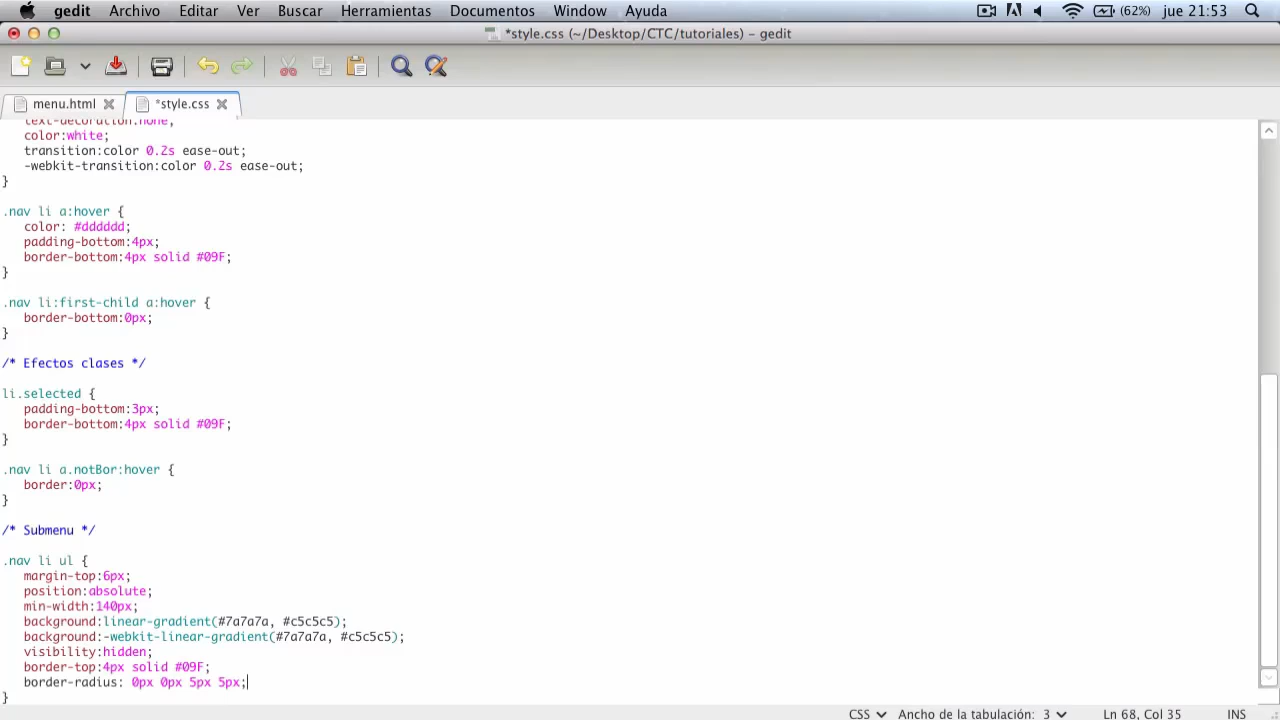 gedit Archivo Editar Ver Buscar Herramientas Documentos Window Ayuda (62%) jue 21:53
*style.css (~/Desktop/CTC/tutoriales) – gedit
menu.html *style.css
text-decoration:none;
color:white;
transition:color 0.2s ease-out;
-webkit-transition:color 0.2s ease-out;
}
.nav li a:hover {
color: #dddddd;
padding-bottom:4px;
border-bottom:4px solid #09F;
}
.nav li:first-child a:hover {
border-bottom:0px;
}
/* Efectos clases */
li.selected {
padding-bottom:3px;
border-bottom:4px solid #09F;
}
.nav li a.notBor:hover {
border:0px;
}
/* Submenu */
.nav li ul {
margin-top:6px;
position:absolute;
min-width:140px;
background:linear-gradient(#7a7a7a, #c5c5c5);
background:-webkit-linear-gradient(#7a7a7a, #c5c5c5);
visibility:hidden;
border-top:4px solid #09F;
border-radius: 0px 0px 5px 5px;
}
CSS Ancho de la tabulación: 3 Ln 68, Col 35 INS